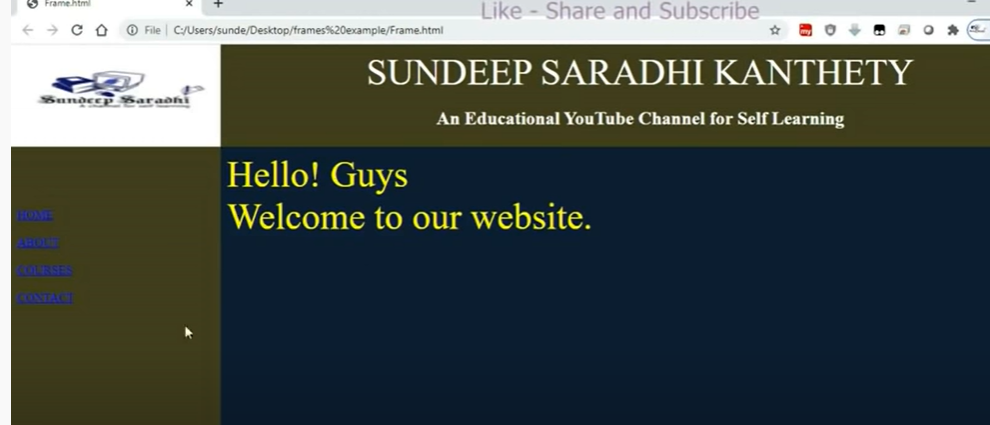 Frame.html
Like - Share and Subscribe
File | C:/Users/sunde/Desktop/frames%20example/Frame.html
Sundeep Saradhi
SUNDEEP SARADHI KANTHETY
An Educational YouTube Channel for Self Learning
HOME
ABOUT
COURSES
CONTACT
Hello! Guys
Welcome to our website.